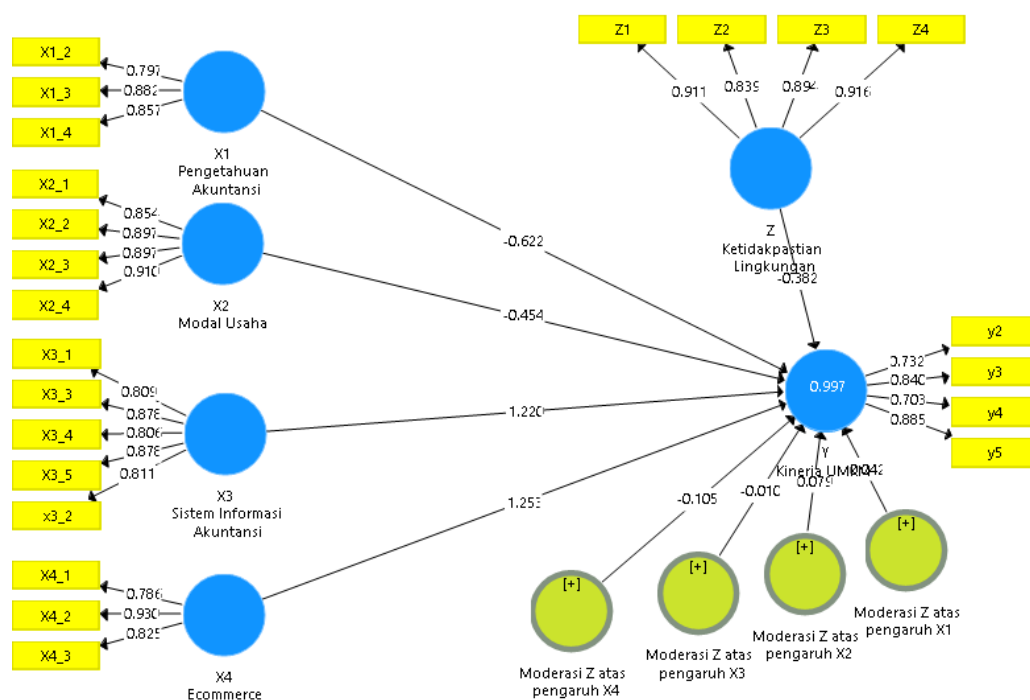 X1_2
X1_3
X1_4
0.797
0.882
0.857
X1
Pengetahuan
Akuntansi
X2_1
X2_2
X2_3
X2_4
0.854
0.897
0.897
0.910
X2
Modal Usaha
X3_1
X3_3
X3_4
X3_5
x3_2
0.809
0.878
0.806
0.878
0.811
X3
Sistem Informasi
Akuntansi
X4_1
X4_2
X4_3
0.786
0.930
0.825
X4
Ecommerce
Z1
Z2
Z3
Z4
0.911
0.839
0.894
0.916
Z
Ketidakpastian
Lingkungan
-0.622
-0.454
1.220
1.253
-0.382
0.997
Y
Kinerja UMKM
y2
y3
y4
y5
0.732
0.840
0.703
0.885
-0.105
-0.010
0.079
[+]
Moderasi Z atas
pengaruh X4
[+]
Moderasi Z atas
pengaruh X3
[+]
Moderasi Z atas
pengaruh X2
[+]
Moderasi Z atas
pengaruh X1